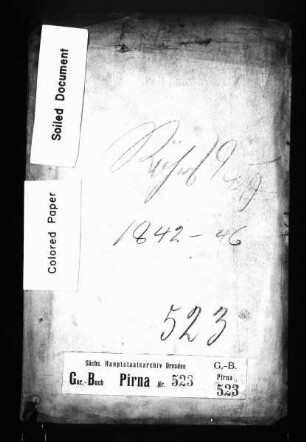 Soiled Document
Colored Paper
1842-46
523
Sächs. Hauptstaatsarchiv Dresden
Ger.-Buch Pirna Nr. 523
G.-B.
Pirna
523